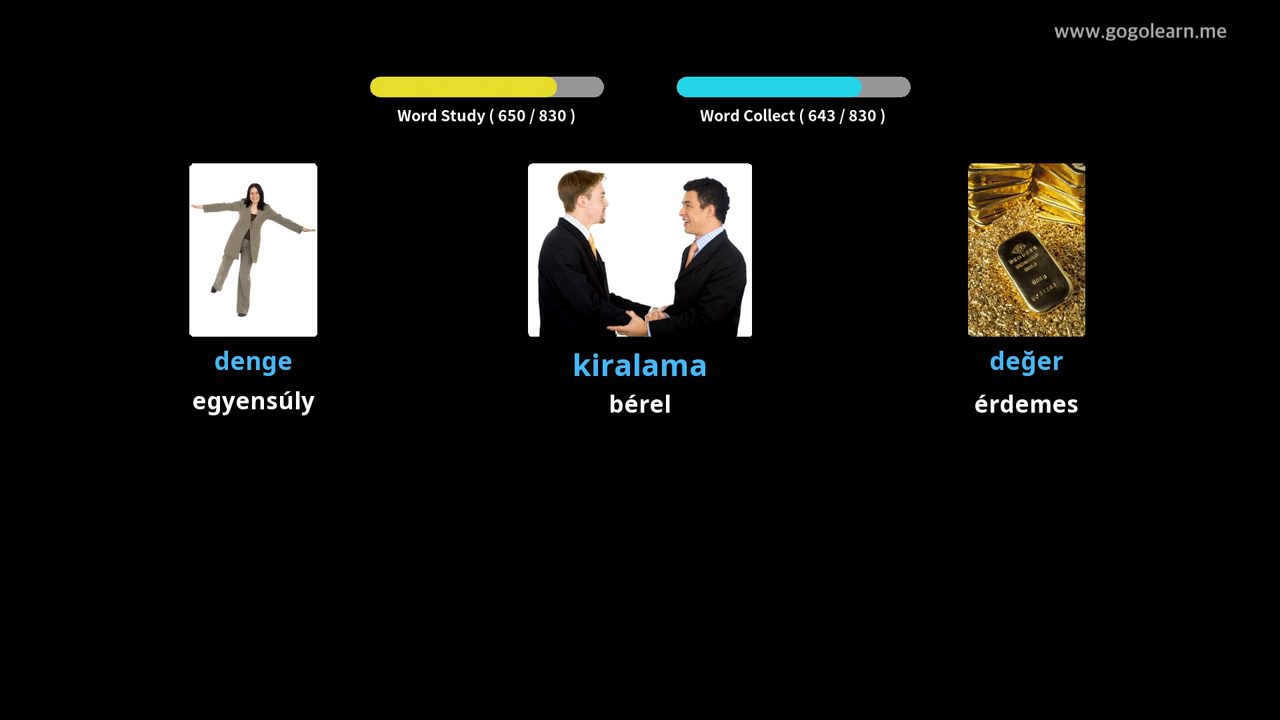 www.gogolearn.me
Word Study ( 650 / 830 )
Word Collect ( 643 / 830 )
denge
egyensúly
kiralama
bérel
değer
érdemes